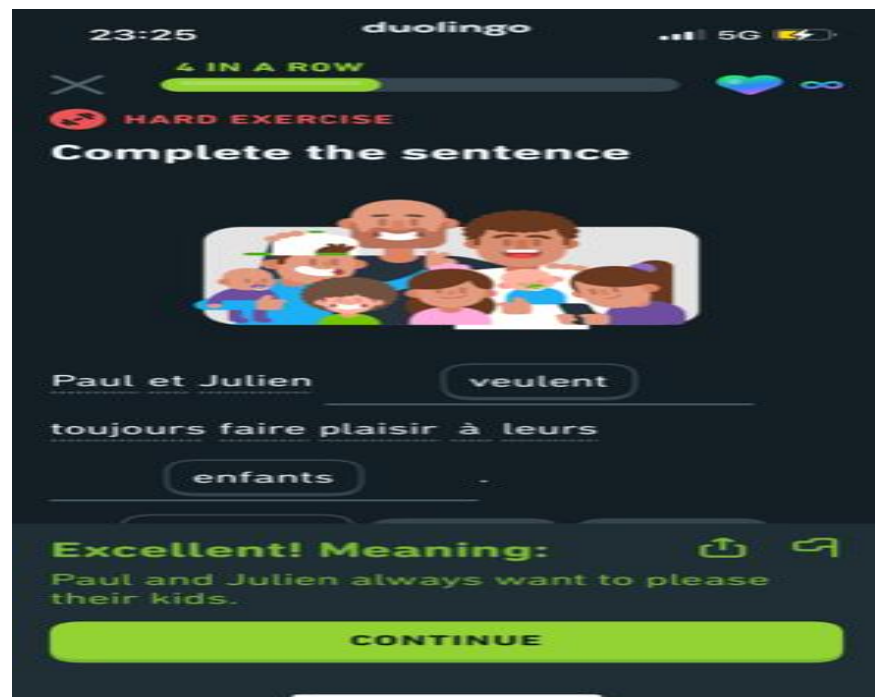 23:25 duolingo 5G
4 IN A ROW
HARD EXERCISE
Complete the sentence
Paul et Julien veulent
toujours faire plaisir à leurs
enfants .
Excellent! Meaning:
Paul and Julien always want to please
their kids.
CONTINUE